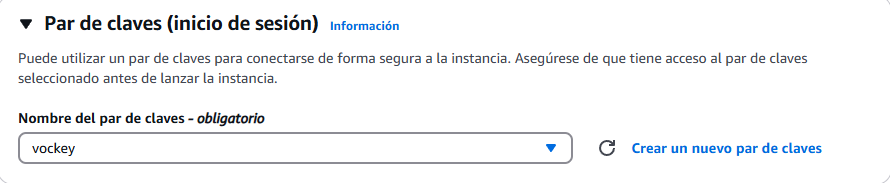 Par de claves (inicio de sesión) Información
Puede utilizar un par de claves para conectarse de forma segura a la instancia. Asegúrese de que tiene acceso al par de claves
seleccionado antes de lanzar la instancia.
Nombre del par de claves - obligatorio
vockey Crear un nuevo par de claves